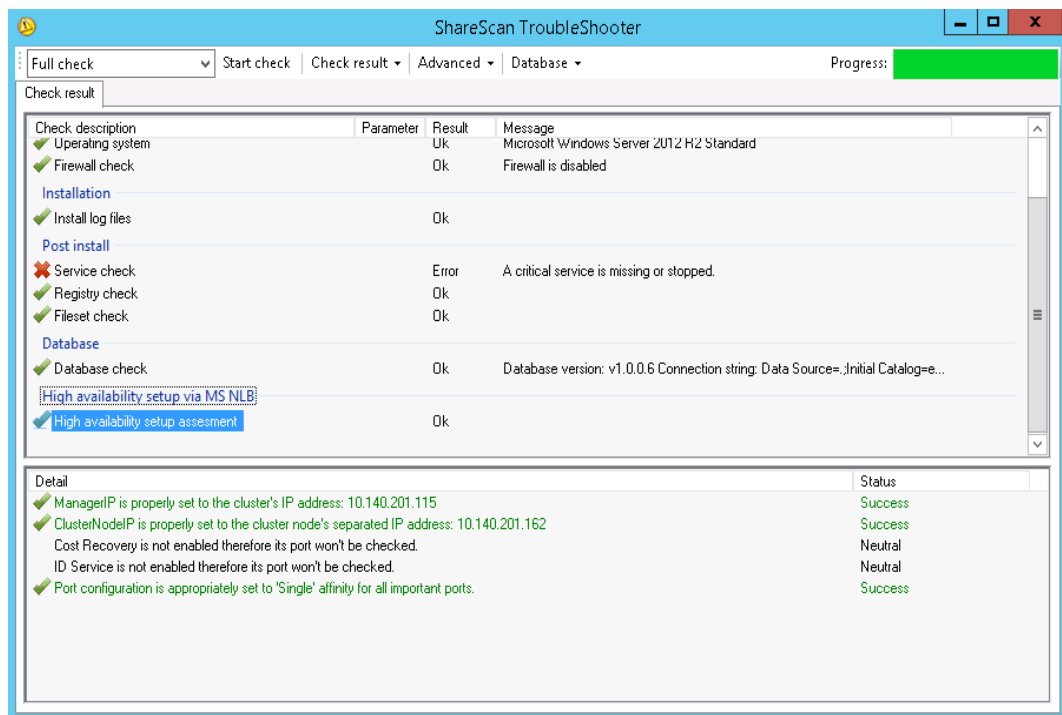 ShareScan TroubleShooter
Full check Start check Check result Advanced Database Progress:
Check result
Check description Parameter Result Message
Operating system Ok Microsoft Windows Server 2012 R2 Standard
Firewall check Ok Firewall is disabled
Installation
Install log files Ok
Post install
Service check Error A critical service is missing or stopped.
Registry check Ok
Fileset check Ok
Database
Database check Ok Database version: v1.0.0.6 Connection string: Data Source=.;Initial Catalog=e...
High availability setup via MS NLB
High availability setup assesment Ok
Detail Status
ManagerIP is properly set to the cluster's IP address: 10.140.201.115 Success
ClusterNodeIP is properly set to the cluster node's separated IP address: 10.140.201.162 Success
Cost Recovery is not enabled therefore its port won't be checked. Neutral
ID Service is not enabled therefore its port won't be checked. Neutral
Port configuration is appropriately set to 'Single' affinity for all important ports. Success